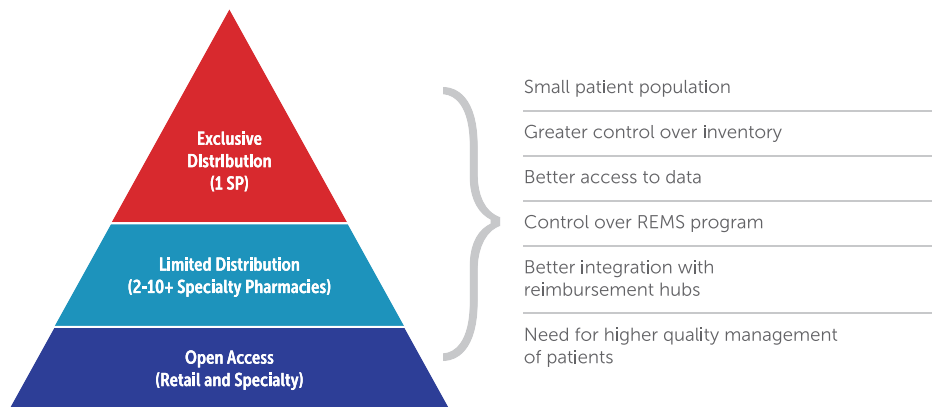 Exclusive
Distribution
(1 SP)
Limited Distribution
(2-10+ Specialty Pharmacies)
Open Access
(Retail and Specialty)
Small patient population
Greater control over inventory
Better access to data
Control over REMS program
Better integration with
reimbursement hubs
Need for higher quality management
of patients